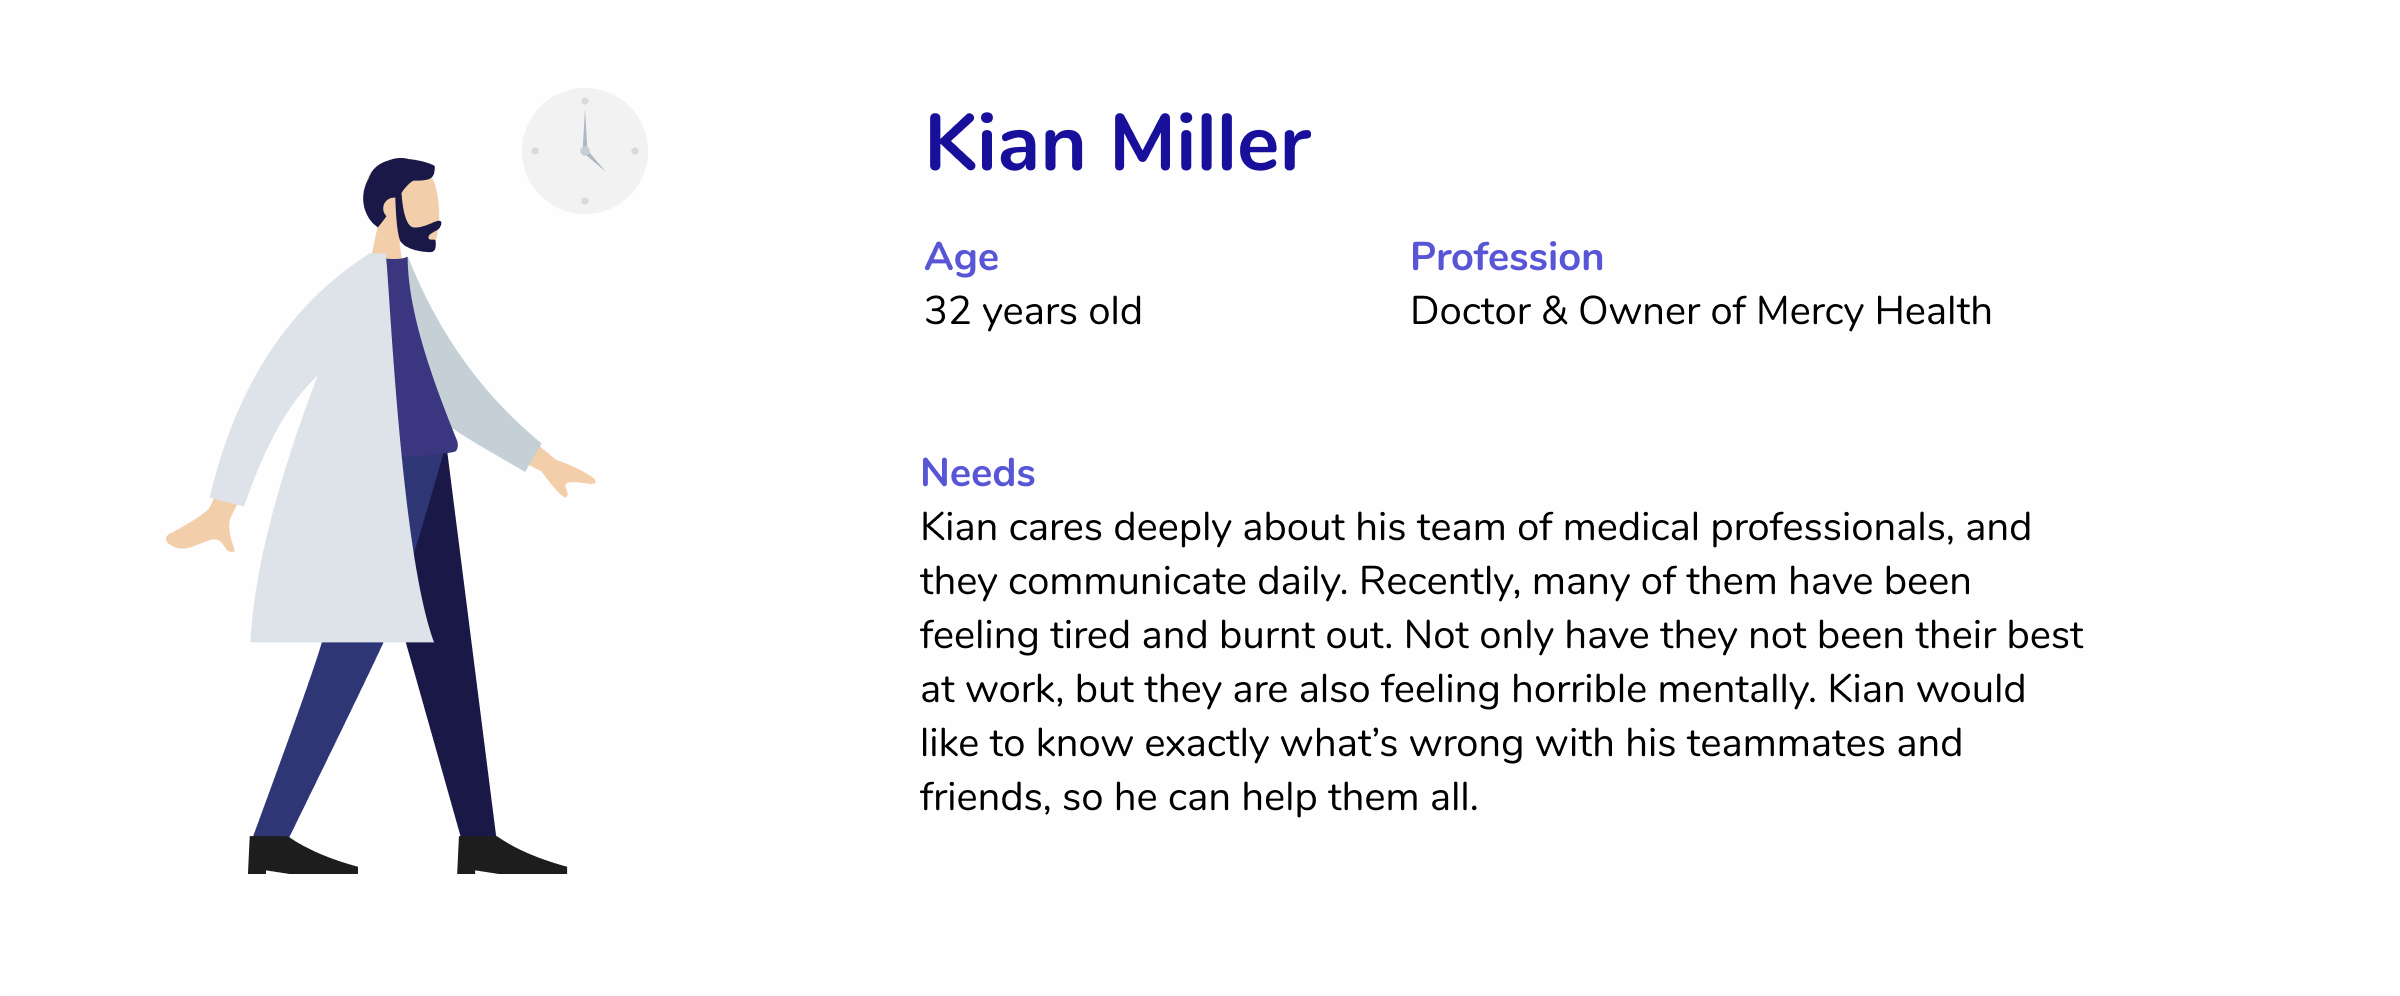 Kian Miller
Age
32 years old
Profession
Doctor & Owner of Mercy Health
Needs
Kian cares deeply about his team of medical professionals, and
they communicate daily. Recently, many of them have been
feeling tired and burnt out. Not only have they not been their best
at work, but they are also feeling horrible mentally. Kian would
like to know exactly what’s wrong with his teammates and
friends, so he can help them all.